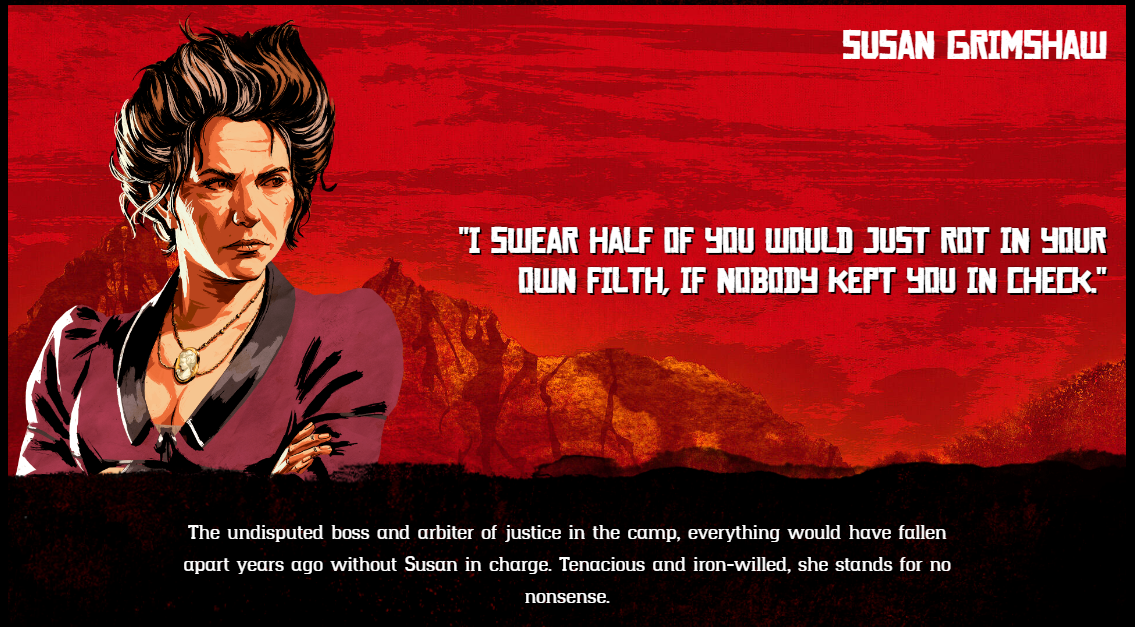 SUSAN GRIMSHAW
"I SWEAR HALF OF YOU WOULD JUST ROT IN YOUR
OWN FILTH, IF NOBODY KEPT YOU IN CHECK."
The undisputed boss and arbiter of justice in the camp, everything would have fallen
apart years ago without Susan in charge. Tenacious and iron-willed, she stands for no
nonsense.